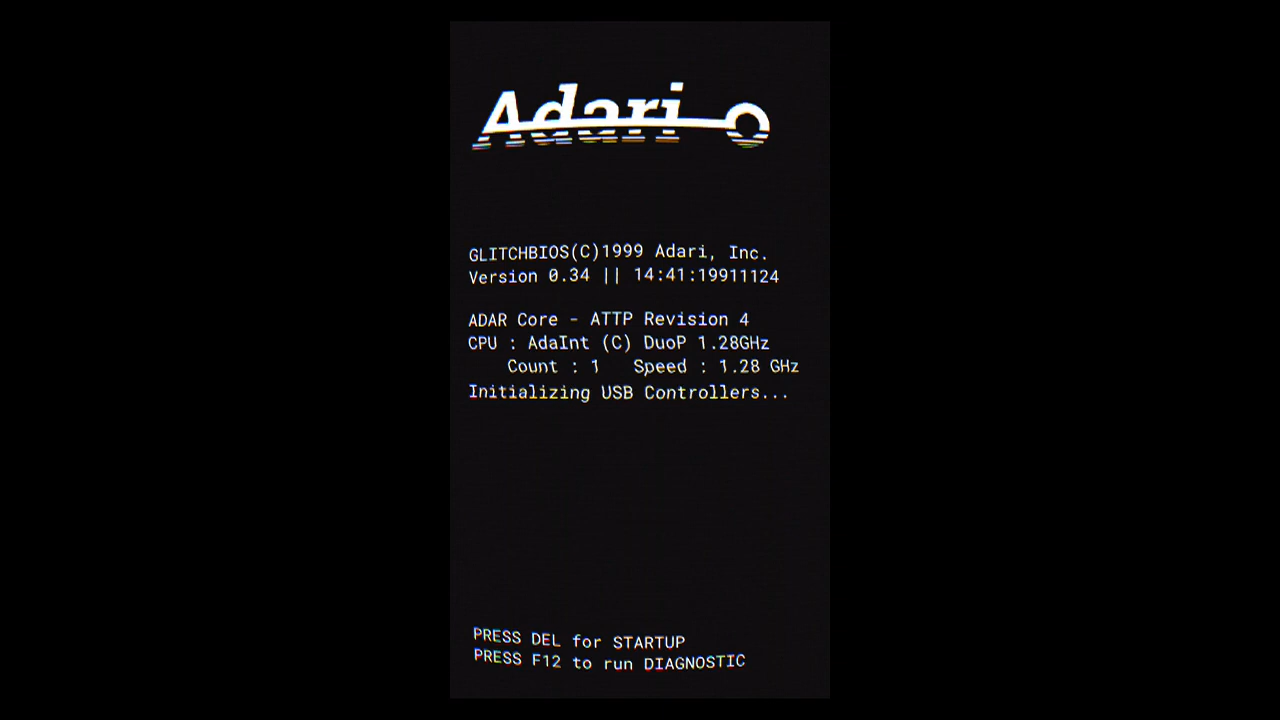 Adari
GLITCHBIOS(C)1999 Adari, Inc.
Version 0.34 || 14:41:19911124
ADAR Core - ATTP Revision 4
CPU : AdaInt (C) DuoP 1.28GHz
Count : 1 Speed : 1.28 GHz
Initializing USB Controllers...
PRESS DEL for STARTUP
PRESS F12 to run DIAGNOSTIC